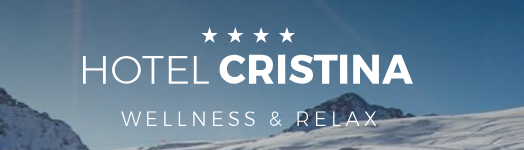 ★ ★ ★ ★
HOTEL CRISTINA
WELLNESS & RELAX